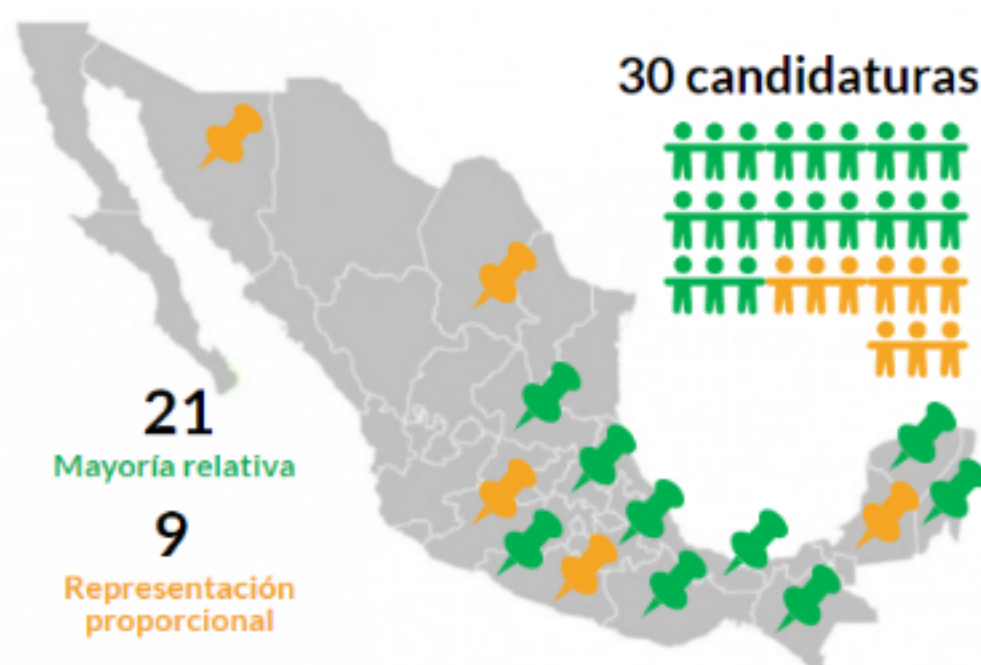 30 candidaturas
21
Mayoría relativa
9
Representación
proporcional